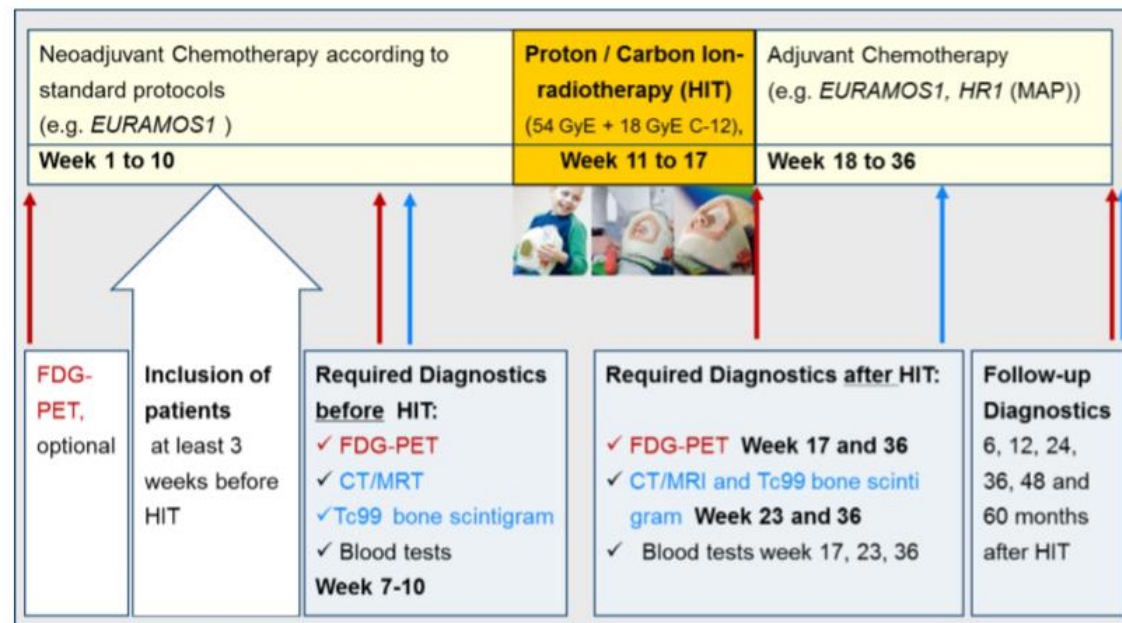 Neoadjuvant Chemotherapy according to
standard protocols
(e.g. EURAMOS1 )
Week 1 to 10
Proton / Carbon Ion-
radiotherapy (HIT)
(54 GyE + 18 GyE C-12),
Week 11 to 17
Adjuvant Chemotherapy
(e.g. EURAMOS1, HR1 (MAP))
Week 18 to 36
FDG-
PET,
optional
Inclusion of
patients
at least 3
weeks before
HIT
Required Diagnostics
before HIT:
✓ FDG-PET
✓ CT/MRT
✓Tc99 bone scintigram
✓ Blood tests
Week 7-10
Required Diagnostics after HIT:
✓ FDG-PET Week 17 and 36
✓ CT/MRI and Tc99 bone scinti
gram Week 23 and 36
✓ Blood tests week 17, 23, 36
Follow-up
Diagnostics
6, 12, 24,
36, 48 and
60 months
after HIT